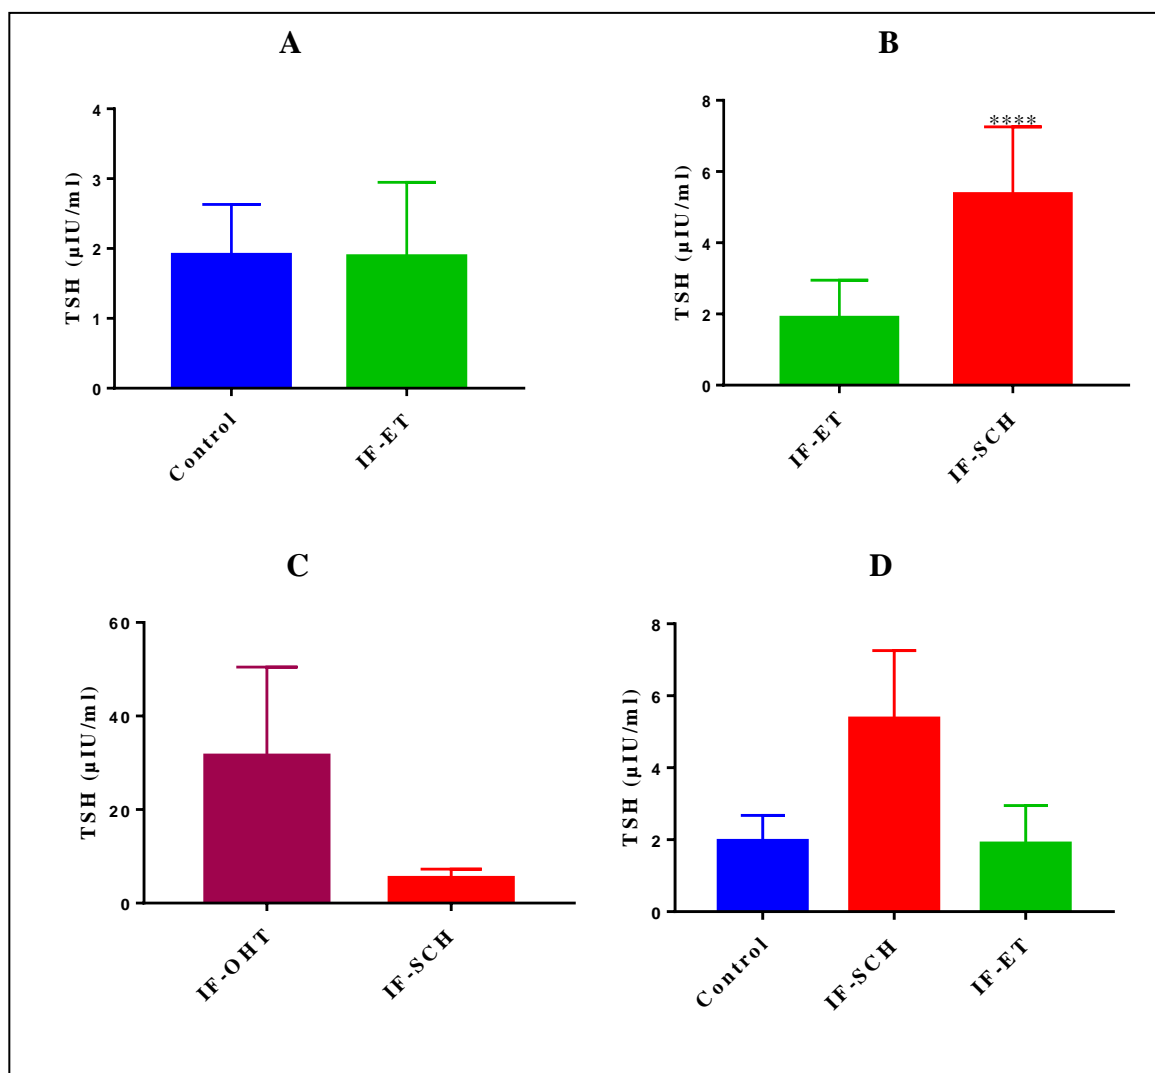 A
TSH (µIU/ml)
4
3
2
1
0
Control
IF-ET
B
TSH (µIU/ml)
8
6
4
2
0
****
IF-ET
IF-SCH
C
TSH (µIU/ml)
60
40
20
0
IF-OHT
IF-SCH
D
TSH (µIU/ml)
8
6
4
2
0
Control
IF-SCH
IF-ET